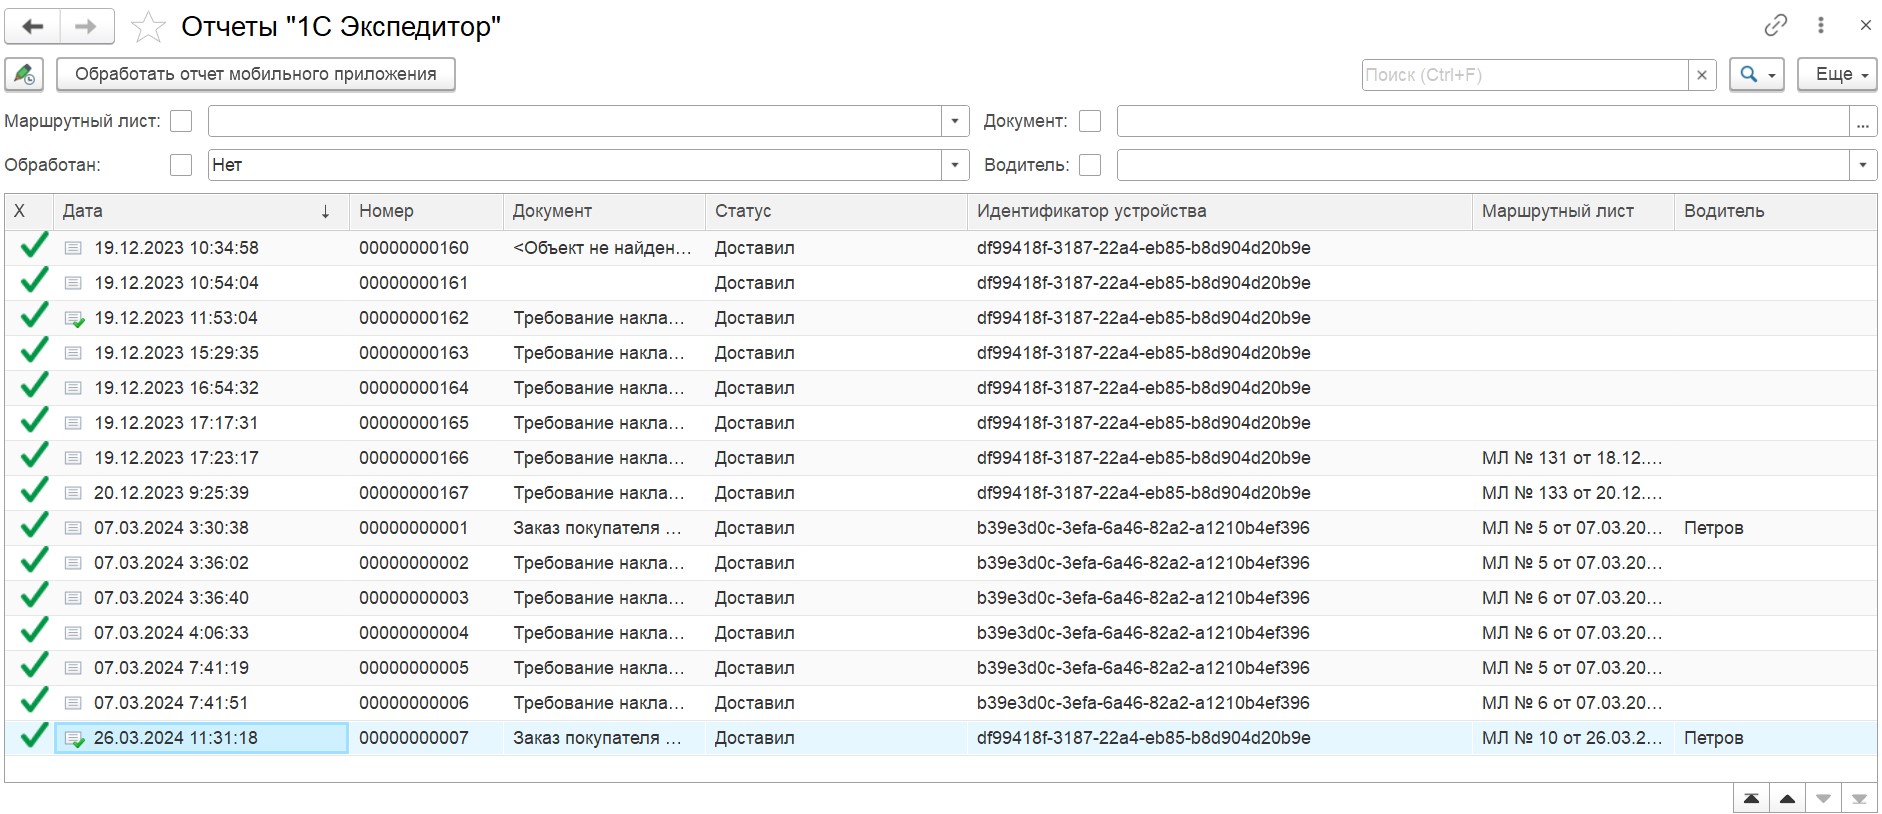 Отчеты "1С Экспедитор"
Обработать отчет мобильного приложения Поиск (Ctrl+F) × Еще
Маршрутный лист: Документ: ...
Обработан: Нет Водитель:
X Дата ↓ Номер Документ Статус Идентификатор устройства Маршрутный лист Водитель
19.12.2023 10:34:58 00000000160 <Объект не найден... Доставил df99418f-3187-22a4-eb85-b8d904d20b9e
19.12.2023 10:54:04 00000000161 Доставил df99418f-3187-22a4-eb85-b8d904d20b9e
19.12.2023 11:53:04 00000000162 Требование накла... Доставил df99418f-3187-22a4-eb85-b8d904d20b9e
19.12.2023 15:29:35 00000000163 Требование накла... Доставил df99418f-3187-22a4-eb85-b8d904d20b9e
19.12.2023 16:54:32 00000000164 Требование накла... Доставил df99418f-3187-22a4-eb85-b8d904d20b9e
19.12.2023 17:17:31 00000000165 Требование накла... Доставил df99418f-3187-22a4-eb85-b8d904d20b9e
19.12.2023 17:23:17 00000000166 Требование накла... Доставил df99418f-3187-22a4-eb85-b8d904d20b9e МЛ № 131 от 18.12....
20.12.2023 9:25:39 00000000167 Требование накла... Доставил df99418f-3187-22a4-eb85-b8d904d20b9e МЛ № 133 от 20.12....
07.03.2024 3:30:38 00000000001 Заказ покупателя ... Доставил b39e3d0c-3efa-6a46-82a2-a1210b4ef396 МЛ № 5 от 07.03.20... Петров
07.03.2024 3:36:02 00000000002 Требование накла... Доставил b39e3d0c-3efa-6a46-82a2-a1210b4ef396 МЛ № 5 от 07.03.20...
07.03.2024 3:36:40 00000000003 Требование накла... Доставил b39e3d0c-3efa-6a46-82a2-a1210b4ef396 МЛ № 6 от 07.03.20...
07.03.2024 4:06:33 00000000004 Требование накла... Доставил b39e3d0c-3efa-6a46-82a2-a1210b4ef396 МЛ № 6 от 07.03.20...
07.03.2024 7:41:19 00000000005 Требование накла... Доставил b39e3d0c-3efa-6a46-82a2-a1210b4ef396 МЛ № 5 от 07.03.20...
07.03.2024 7:41:51 00000000006 Требование накла... Доставил b39e3d0c-3efa-6a46-82a2-a1210b4ef396 МЛ № 6 от 07.03.20...
26.03.2024 11:31:18 00000000007 Заказ покупателя ... Доставил df99418f-3187-22a4-eb85-b8d904d20b9e МЛ № 10 от 26.03.2... Петров